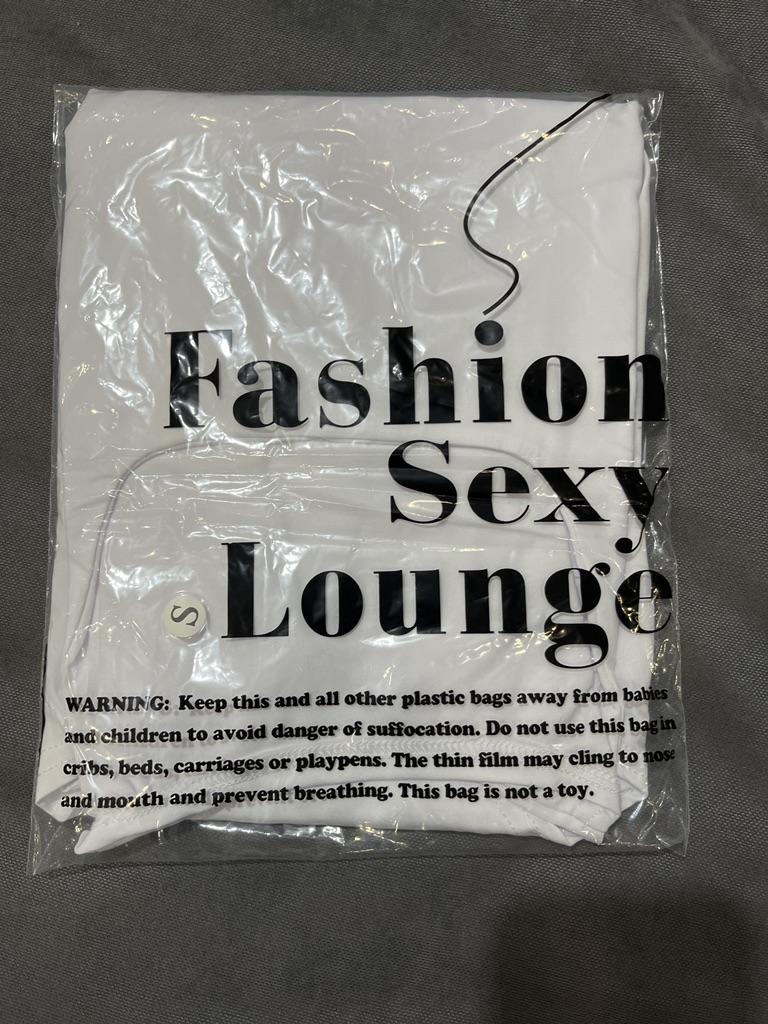 Fashion
Sexy
Lounge
S
WARNING: Keep this and all other plastic bags away from babies
and children to avoid danger of suffocation. Do not use this bag in
cribs, beds, carriages or playpens. The thin film may cling to nose
and mouth and prevent breathing. This bag is not a toy.